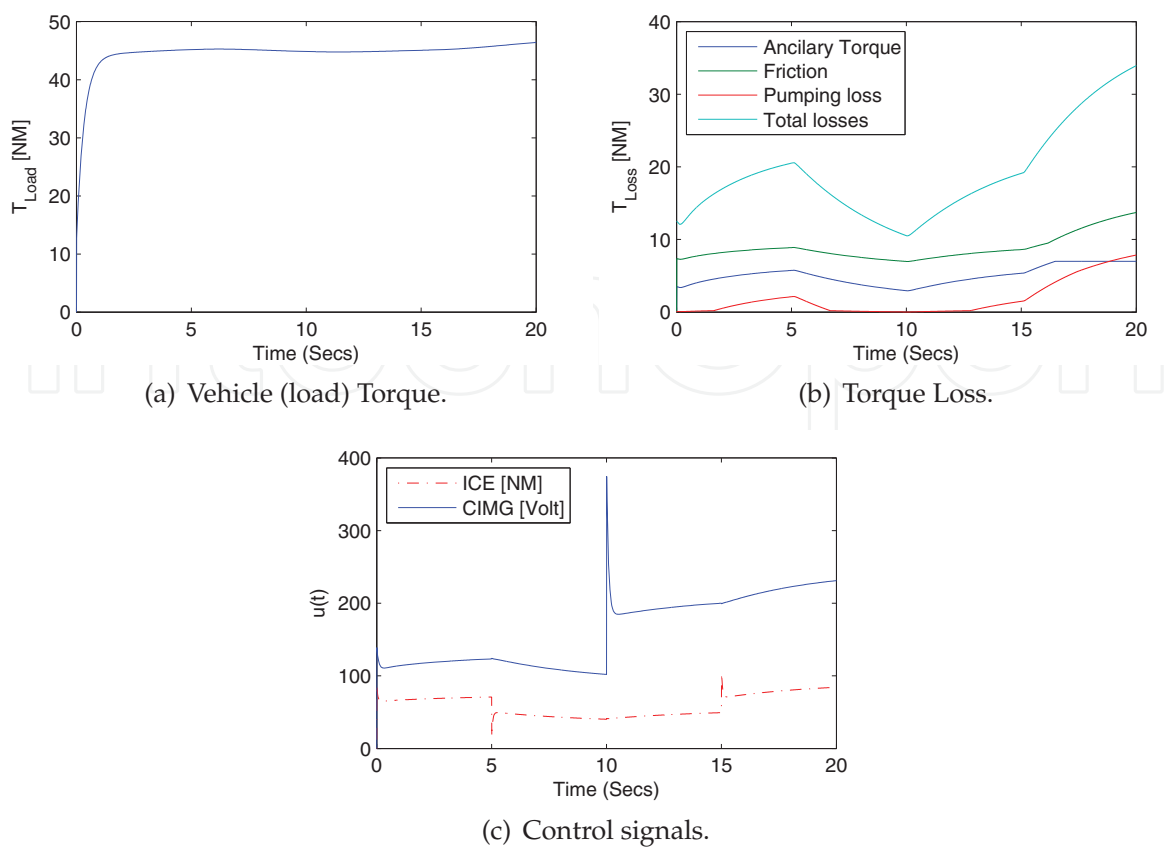 50
40
30
20
10
0
T_Load [NM]
0 5 10 15 20
Time (Secs)
(a) Vehicle (load) Torque.
40
30
20
10
0
T_Loss [NM]
Ancilary Torque
Friction
Pumping loss
Total losses
0 5 10 15 20
Time (Secs)
(b) Torque Loss.
400
300
200
100
0
u(t)
ICE [NM]
CIMG [Volt]
0 5 10 15 20
Time (Secs)
(c) Control signals.